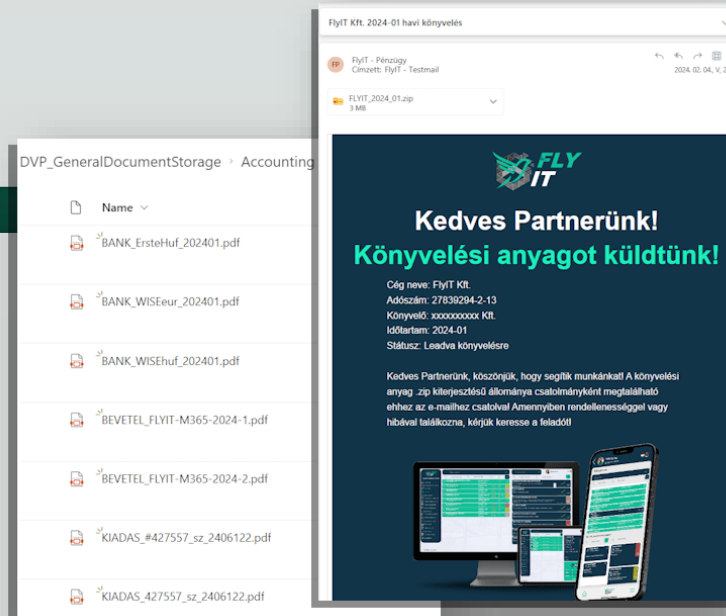 FlyIT Kft. 2024-01 havi könyvelés
FP
FlyIT - Pénzügy
Címzett: FlyIT - Testmail
2024. 02. 04., V, 2
FLYIT_2024_01.zip
3 MB
FLY
IT
Kedves Partnerünk!
Könyvelési anyagot küldtünk!
Cég neve: FlyIT Kft.
Adószám: 27839294-2-13
Könyvelő: xxxxxxxxxx Kft.
Időtartam: 2024-01
Státusz: Leadva könyvelésre
Kedves Partnerünk, köszönjük, hogy segítik munkánkat! A könyvelési
anyag .zip kiterjesztésű állománya csatolmányként megtalálható
ehhez az e-mailhez csatolva! Amennyiben rendellenességgel vagy
hibával találkozna, kérjük keresse a feladót!
DVP_GeneralDocumentStorage > Accounting
Name
BANK_ErsteHuf_202401.pdf
BANK_WISEeur_202401.pdf
BANK_WISEhuf_202401.pdf
BEVETEL_FLYIT-M365-2024-1.pdf
BEVETEL_FLYIT-M365-2024-2.pdf
KIADAS_#427557_sz_2406122.pdf
KIADAS_427557_sz_2406122.pdf